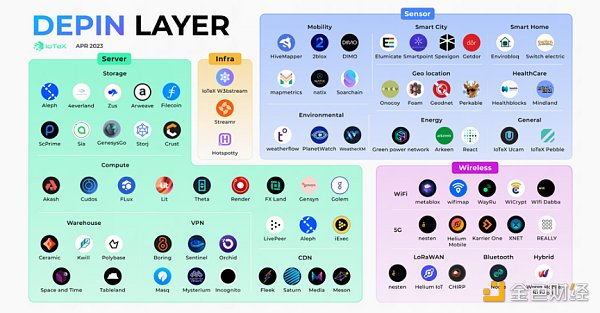 DEPIN LAYER
IoTeX
APR 2023
Server
Storage
Aleph
4everland
Zus
Arweave
Filecoin
ScPrime
Sia
GenesysGo
Storj
Crust
Compute
Akash
Cudos
FLux
Lit
Theta
Render
FX Land
Gensyn
Golem
LivePeer
Aleph
iExec
Warehouse
Ceramic
Kwill
Polybase
Space and Time
Tableland
VPN
Boring
Sentinel
Orchid
Masq
Mysterium
Incognito
CDN
Fleek
Saturn
Media
Meson
Infra
IoTeX W3bstream
Streamr
Hotspotty
Sensor
Mobility
HiveMapper
2blox
DIMO
mapmetrics
natix
Soarchain
Smart City
Elumicate
Smartpoint
Spexigon
Getdor
Smart Home
Envirobloq
Switch electric
Geo location
Onocoy
Foam
Geodnet
Perkable
HealthCare
Healthblocks
Mindland
Environmental
weatherflow
PlanetWatch
WeatherXM
Energy
Green power network
Arkeen
React
General
IoTeX Ucam
IoTeX Pebble
Wireless
WiFi
metablox
wifimap
WayRu
WiCrypt
Wifi Dabba
5G
nesten
Helium Mobile
Karrier One
XNET
REALLY
LoRaWAN
nesten
Helium IoT
CHIRP
Bluetooth
Hybrid
金色财经